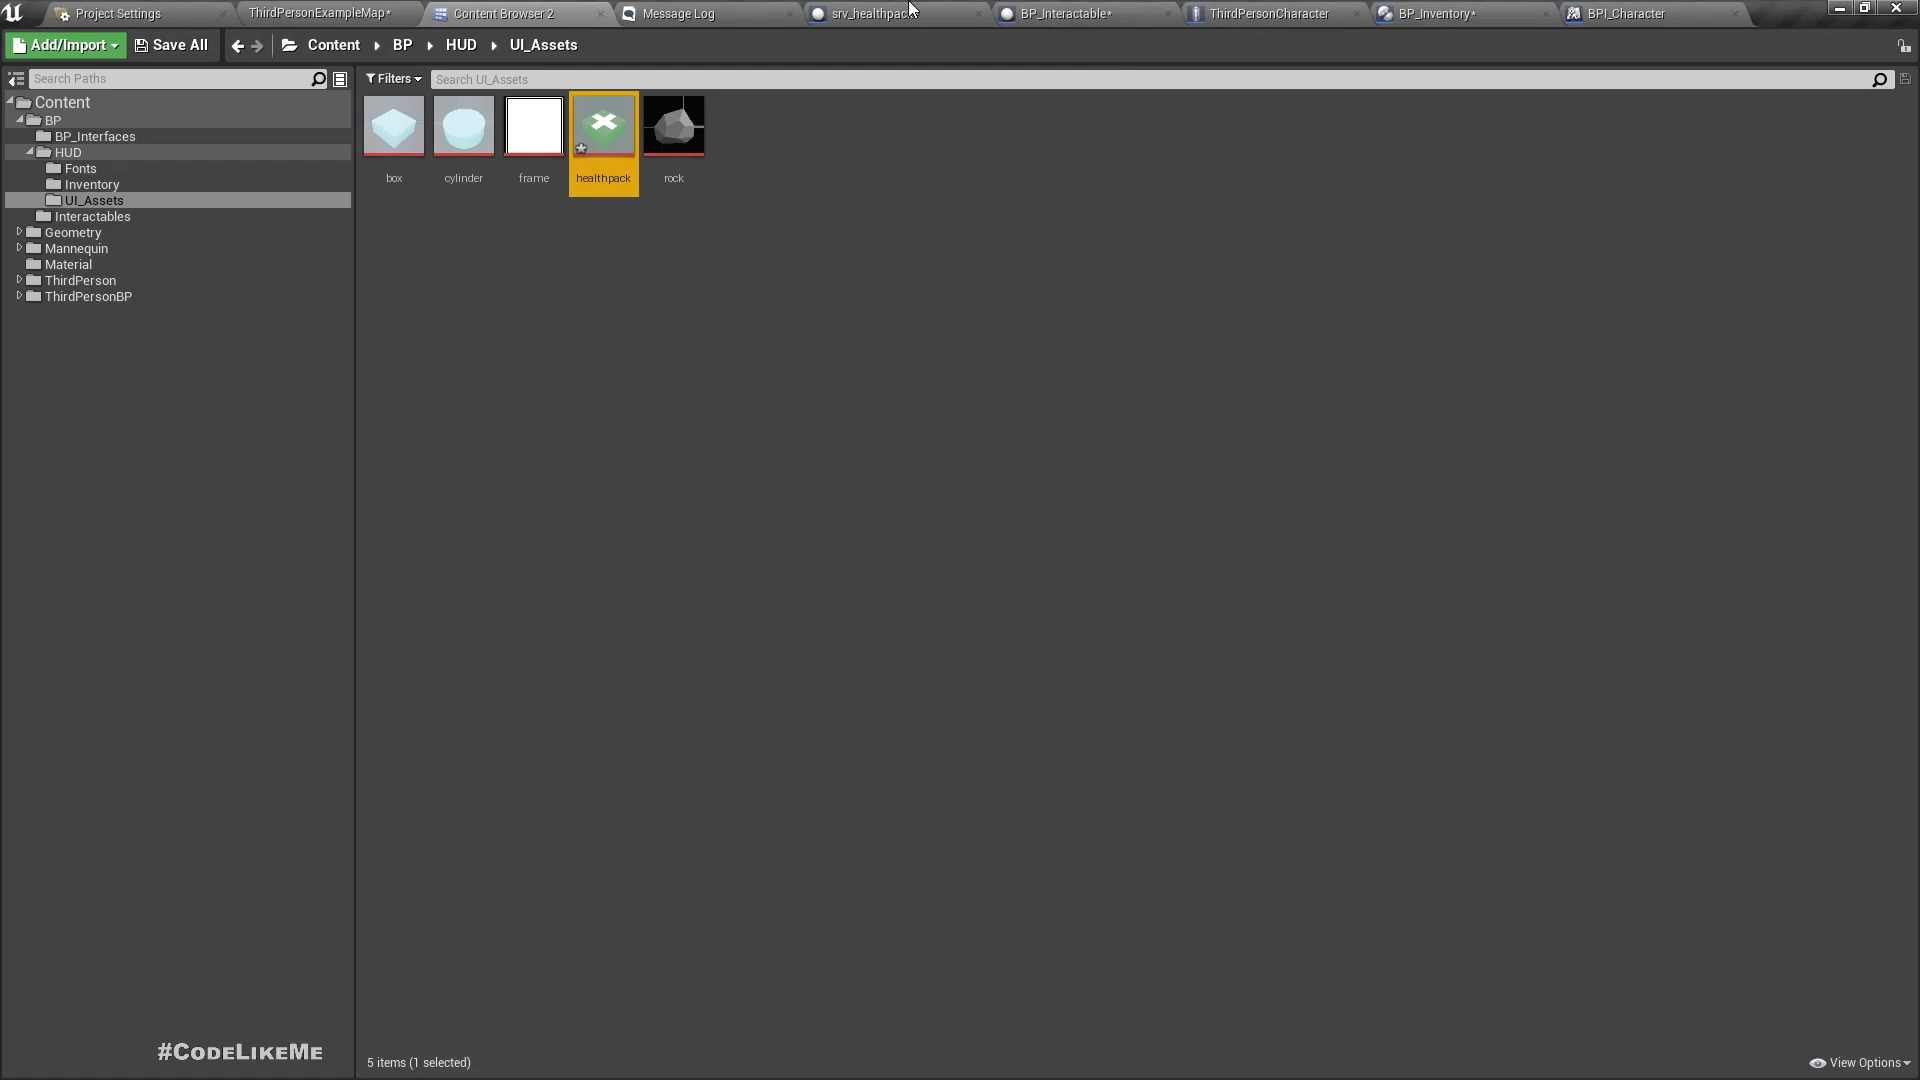 Project Settings
ThirdPersonExampleMap*
Content Browser 2
Message Log
srv_healthpac
BP_Interactable*
ThirdPersonCharacter
BP_Inventory*
BPI_Character
Add/Import
Save All
Content
BP
HUD
UI_Assets
Search Paths
Filters
Search UI_Assets
Content
BP
BP_Interfaces
HUD
Fonts
Inventory
UI_Assets
Interactables
Geometry
Mannequin
Material
ThirdPerson
ThirdPersonBP
box
cylinder
frame
healthpack
rock
#CodeLikeMe
5 items (1 selected)
View Options